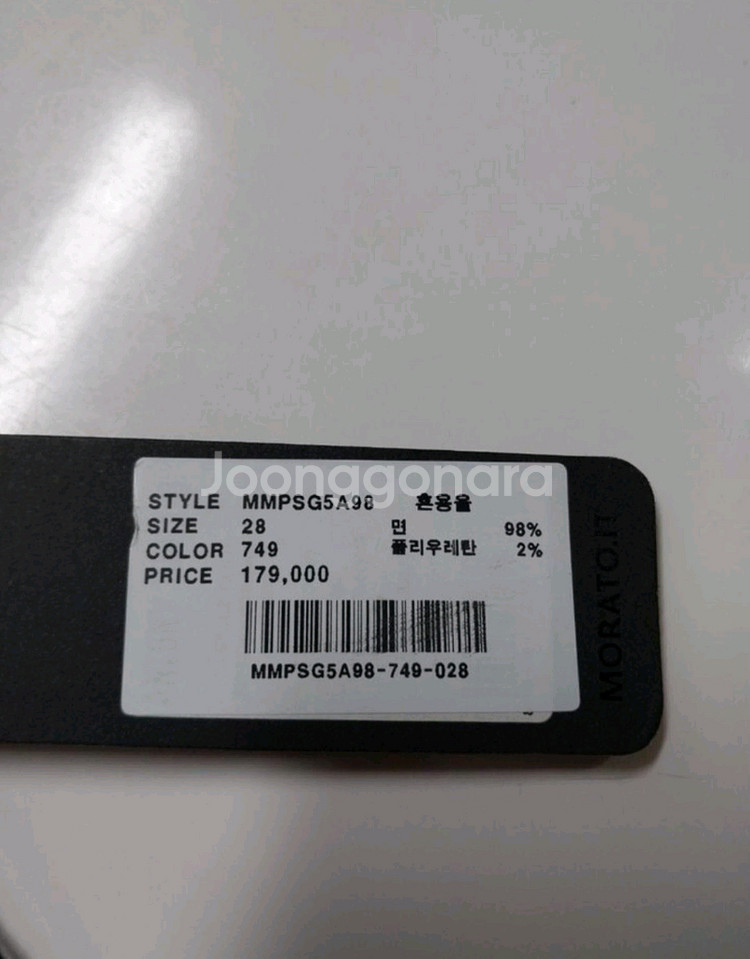 Joonggonara
STYLE MMPSG5A98 혼용율
SIZE 28 면 98%
COLOR 749 폴리우레탄 2%
PRICE 179,000
MMPSG5A98-749-028
MORATO.IT